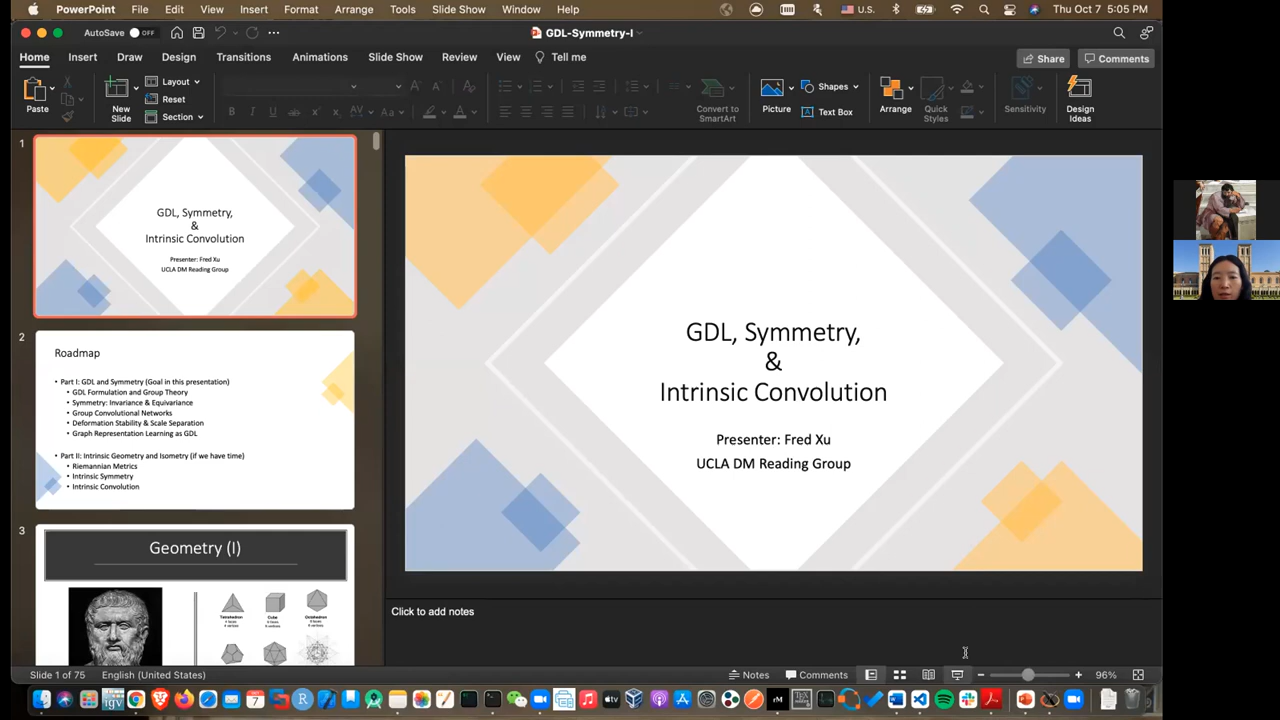 PowerPoint File Edit View Insert Format Arrange Tools Slide Show Window Help U.S. Thu Oct 7 5:05 PM
AutoSave OFF GDL-Symmetry-I
Home Insert Draw Design Transitions Animations Slide Show Review View Tell me Share Comments
Paste
New Slide
Layout
Reset
Section
Convert to SmartArt
Picture
Shapes
Text Box
Arrange
Quick Styles
Sensitivity
Design Ideas
1
GDL, Symmetry,
&
Intrinsic Convolution
Presenter: Fred Xu
UCLA DM Reading Group
2
Roadmap
• Part I: GDL and Symmetry (Goal in this presentation)
• GDL Formulation and Group Theory
• Symmetry: Invariance & Equivariance
• Group Convolutional Networks
• Deformation Stability & Scale Separation
• Graph Representation Learning as GDL
• Part II: Intrinsic Geometry and Isometry (if we have time)
• Riemannian Metrics
• Intrinsic Symmetry
• Intrinsic Convolution
3
Geometry (I)
Tetrahedron
Cube
Octahedron
GDL, Symmetry,
&
Intrinsic Convolution
Presenter: Fred Xu
UCLA DM Reading Group
Click to add notes
Slide 1 of 75 English (United States) Notes Comments 96%